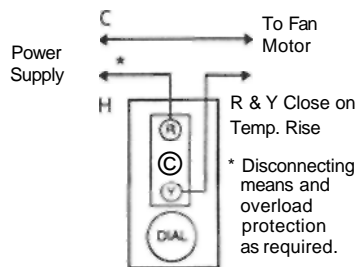 C
To Fan
Motor
Power
Supply
*
H
R & Y Close on
Temp. Rise
R
C
Y
* Disconnecting
means and
overload
protection
as required.
DIAL